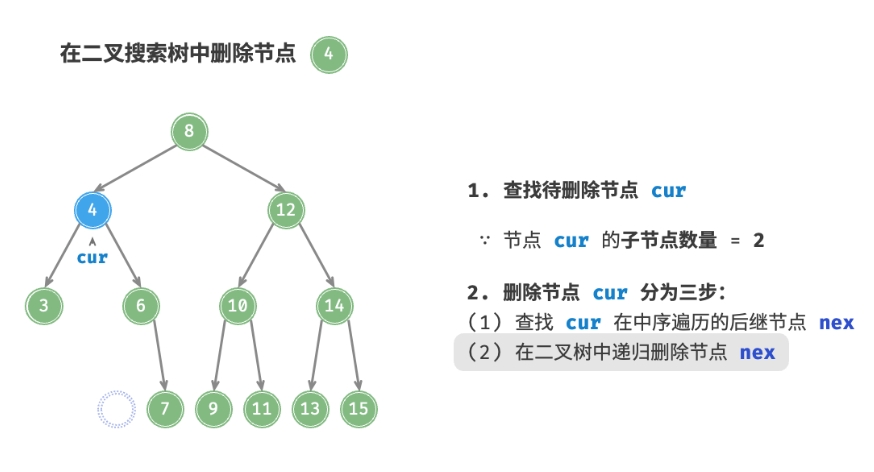 在二叉搜索树中删除节点 4
8
4
12
cur
3
6
10
14
7
9
11
13
15
1. 查找待删除节点 cur
∵ 节点 cur 的子节点数量 = 2
2. 删除节点 cur 分为三步：
(1) 查找 cur 在中序遍历的后继节点 nex
(2) 在二叉树中递归删除节点 nex